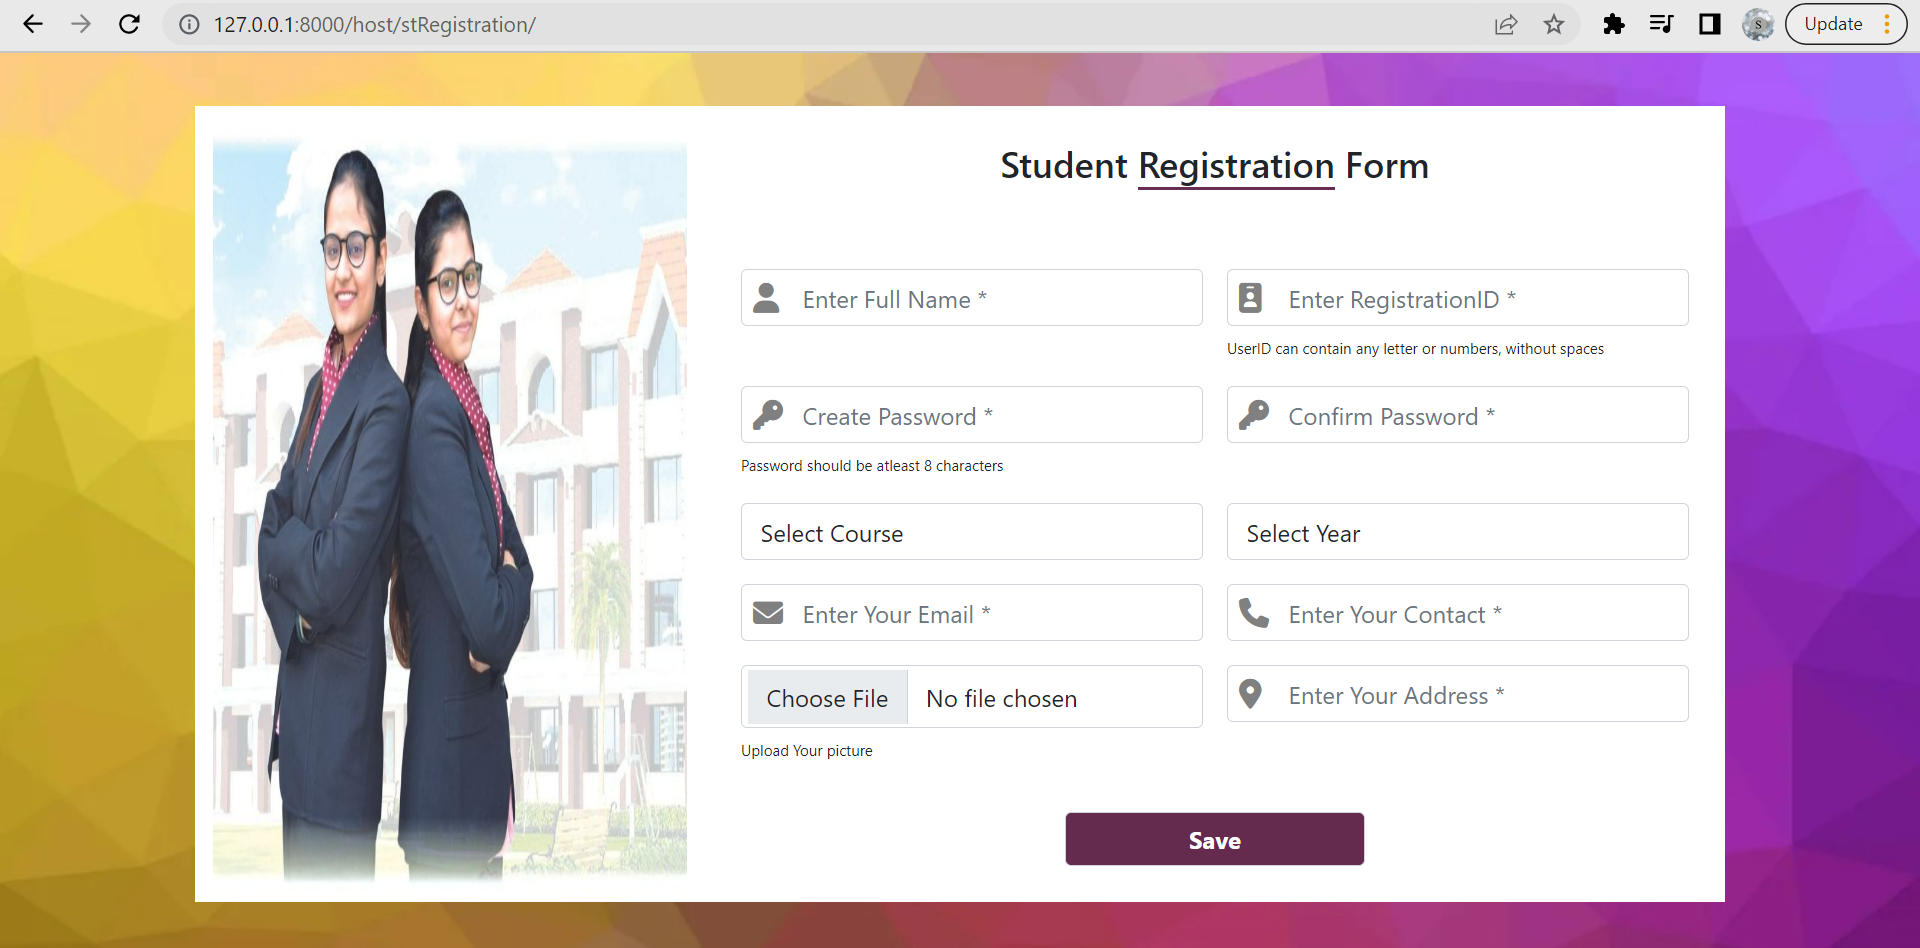 127.0.0.1:8000/host/stRegistration/
S
Update
Student Registration Form
Enter Full Name *
Enter RegistrationID *
UserID can contain any letter or numbers, without spaces
Create Password *
Confirm Password *
Password should be atleast 8 characters
Select Course
Select Year
Enter Your Email *
Enter Your Contact *
Choose File
No file chosen
Enter Your Address *
Upload Your picture
Save